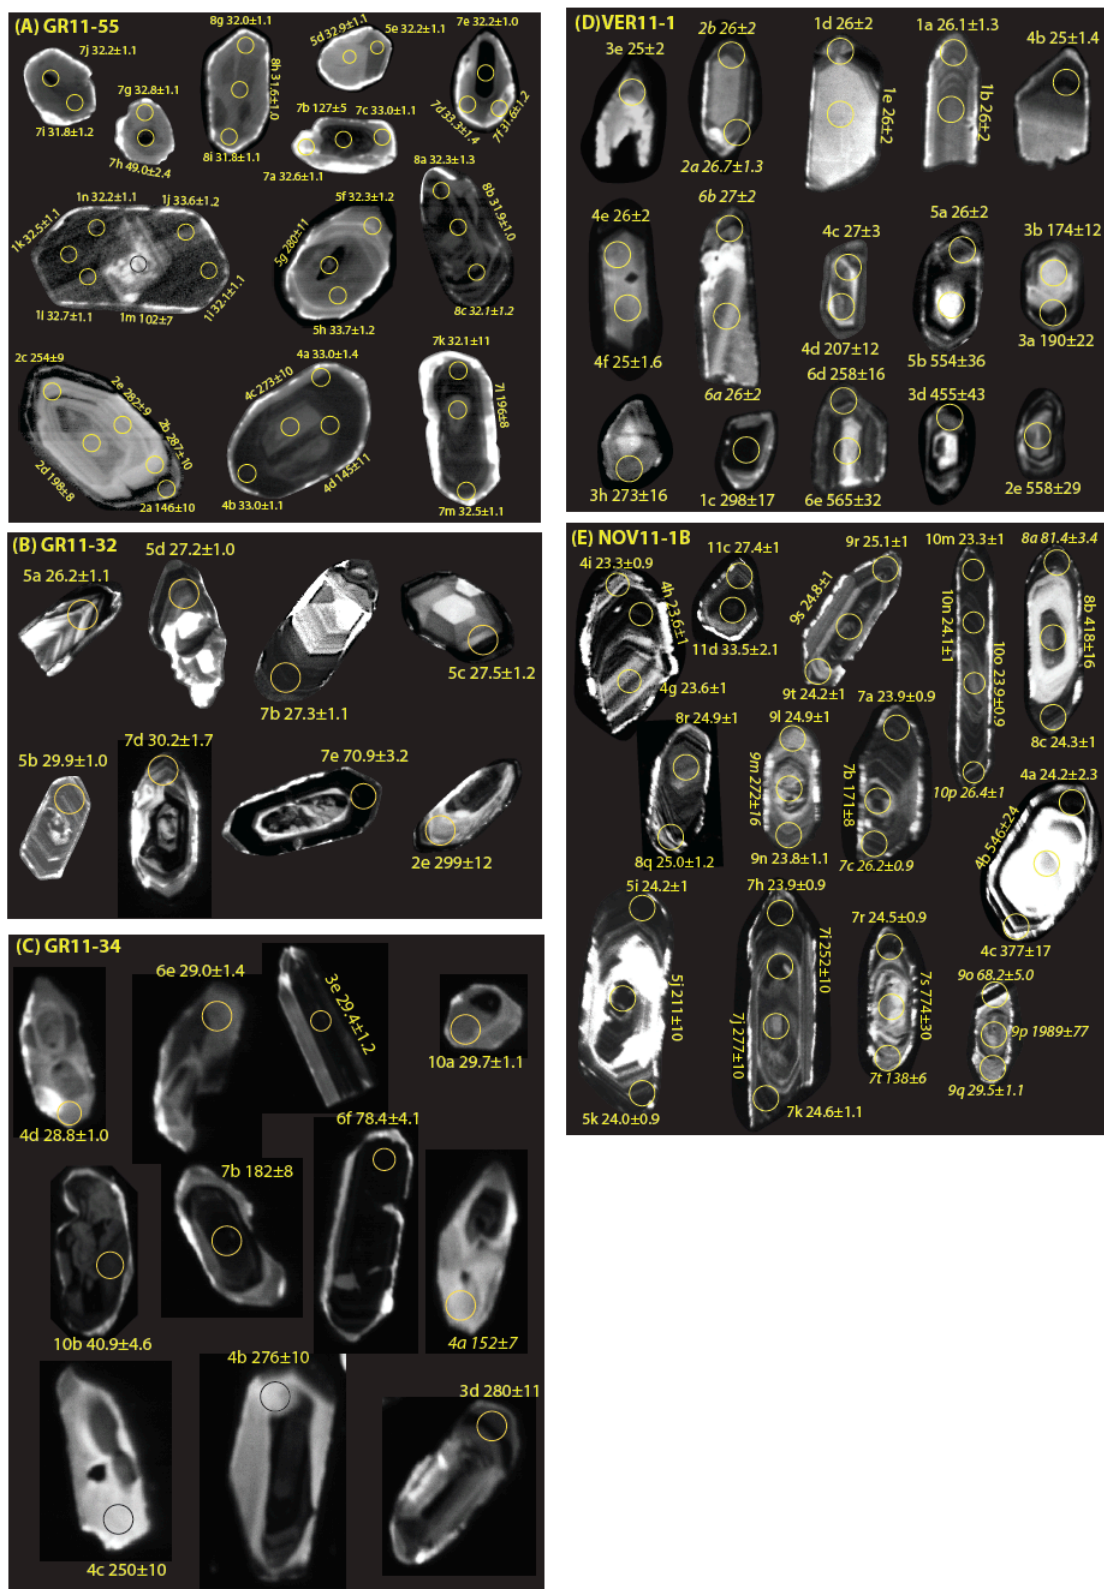 (A) GR11-55
8g 32.0±1.1
5d 32.9±1.1
5e 32.2±1.1
7e 32.2±1.0
7j 32.2±1.1
7g 32.8±1.1
8h 31.6±1.0
7b 127±5
7c 33.0±1.1
7d 33.3±1.4
7f 31.6±1.2
7i 31.8±1.2
7h 49.0±2.4
8i 31.8±1.1
7a 32.6±1.1
8a 32.3±1.3
1n 32.2±1.1
1j 33.6±1.2
5f 32.3±1.2
8b 31.9±1.0
1k 32.5±1.1
5g 280±11
1l 32.7±1.1
1m 102±7
1i 32.1±1.1
5h 33.7±1.2
8c 32.1±1.2
2c 254±9
4a 33.0±1.4
7k 32.1±11
2e 282±9
4c 273±10
7l 196±8
2b 287±10
2d 198±8
2a 146±10
4b 33.0±1.1
4d 145±11
7m 32.5±1.1
(B) GR11-32
5a 26.2±1.1
5d 27.2±1.0
7b 27.3±1.1
5c 27.5±1.2
5b 29.9±1.0
7d 30.2±1.7
7e 70.9±3.2
2e 299±12
(C) GR11-34
6e 29.0±1.4
3e 29.4±1.2
10a 29.7±1.1
4d 28.8±1.0
6f 78.4±4.1
7b 182±8
10b 40.9±4.6
4a 152±7
4b 276±10
3d 280±11
4c 250±10
(D)VER11-1
3e 25±2
2b 26±2
1d 26±2
1a 26.1±1.3
4b 25±1.4
1e 26±2
1b 26±2
2a 26.7±1.3
4e 26±2
6b 27±2
4c 27±3
5a 26±2
3b 174±12
4f 25±1.6
4d 207±12
5b 554±36
3a 190±22
6a 26±2
6d 258±16
3d 455±43
3h 273±16
1c 298±17
6e 565±32
2e 558±29
(E) NOV11-1B
4i 23.3±0.9
11c 27.4±1
9r 25.1±1
10m 23.3±1
8a 81.4±3.4
4h 23.6±1
9s 24.8±1
10n 24.1±1
8b 418±16
11d 33.5±2.1
4g 23.6±1
9t 24.2±1
10o 23.9±0.9
8r 24.9±1
9l 24.9±1
7a 23.9±0.9
8c 24.3±1
9m 272±16
7b 171±8
10p 26.4±1
4a 24.2±2.3
8q 25.0±1.2
9n 23.8±1.1
7c 26.2±0.9
4b 546±24
5i 24.2±1
7h 23.9±0.9
7r 24.5±0.9
4c 377±17
5j 211±10
7i 252±10
7s 774±30
9o 68.2±5.0
7j 277±10
9p 1989±77
7t 138±6
9q 29.5±1.1
5k 24.0±0.9
7k 24.6±1.1